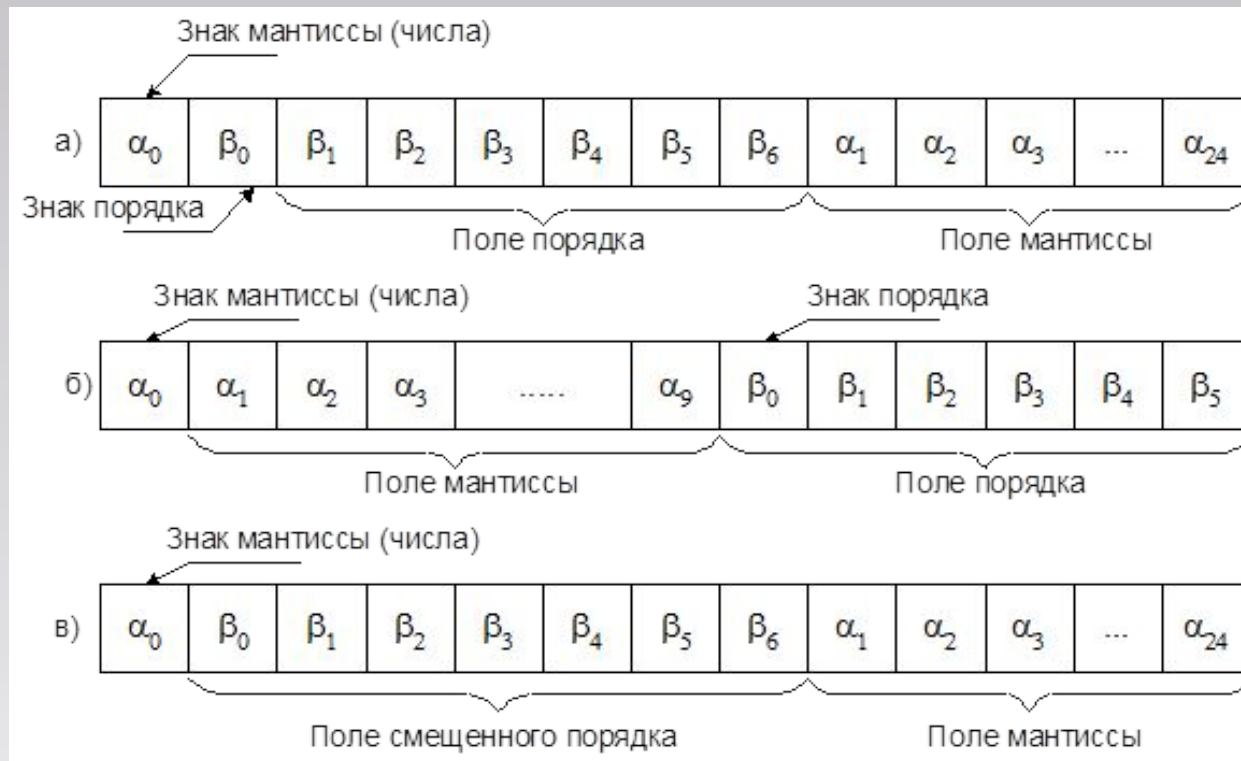 Знак мантиссы (числа)
а) α₀ β₀ β₁ β₂ β₃ β₄ β₅ β₆ α₁ α₂ α₃ ... α₂₄
Знак порядка
Поле порядка Поле мантиссы
Знак мантиссы (числа) Знак порядка
б) α₀ α₁ α₂ α₃ ..... α₉ β₀ β₁ β₂ β₃ β₄ β₅
Поле мантиссы Поле порядка
Знак мантиссы (числа)
в) α₀ β₀ β₁ β₂ β₃ β₄ β₅ β₆ α₁ α₂ α₃ ... α₂₄
Поле смещенного порядка Поле мантиссы